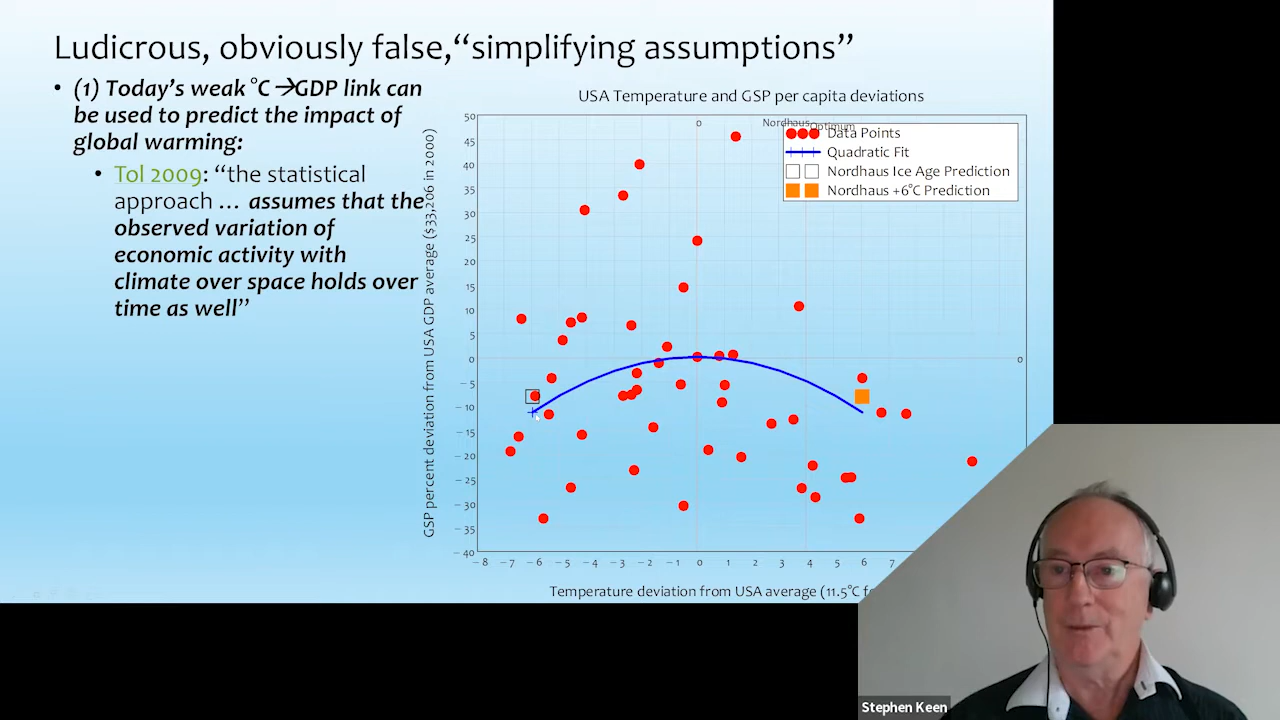 Ludicrous, obviously false,“simplifying assumptions”
• (1) Today’s weak °C→GDP link can
be used to predict the impact of
global warming:
• Tol 2009: “the statistical
approach … assumes that the
observed variation of
economic activity with
climate over space holds over
time as well”
USA Temperature and GSP per capita deviations
GSP percent deviation from USA GDP average ($33,206 in 2000)
50
45
40
35
30
25
20
15
10
5
0
– 5
– 10
– 15
– 20
– 25
– 30
– 35
– 40
0
Nordhaus Optimum
Data Points
Quadratic Fit
Nordhaus Ice Age Prediction
Nordhaus +6°C Prediction
0
– 8 – 7 – 6 – 5 – 4 – 3 – 2 – 1 0 1 2 3 4 5 6 7
Temperature deviation from USA average (11.5°C
Stephen Keen